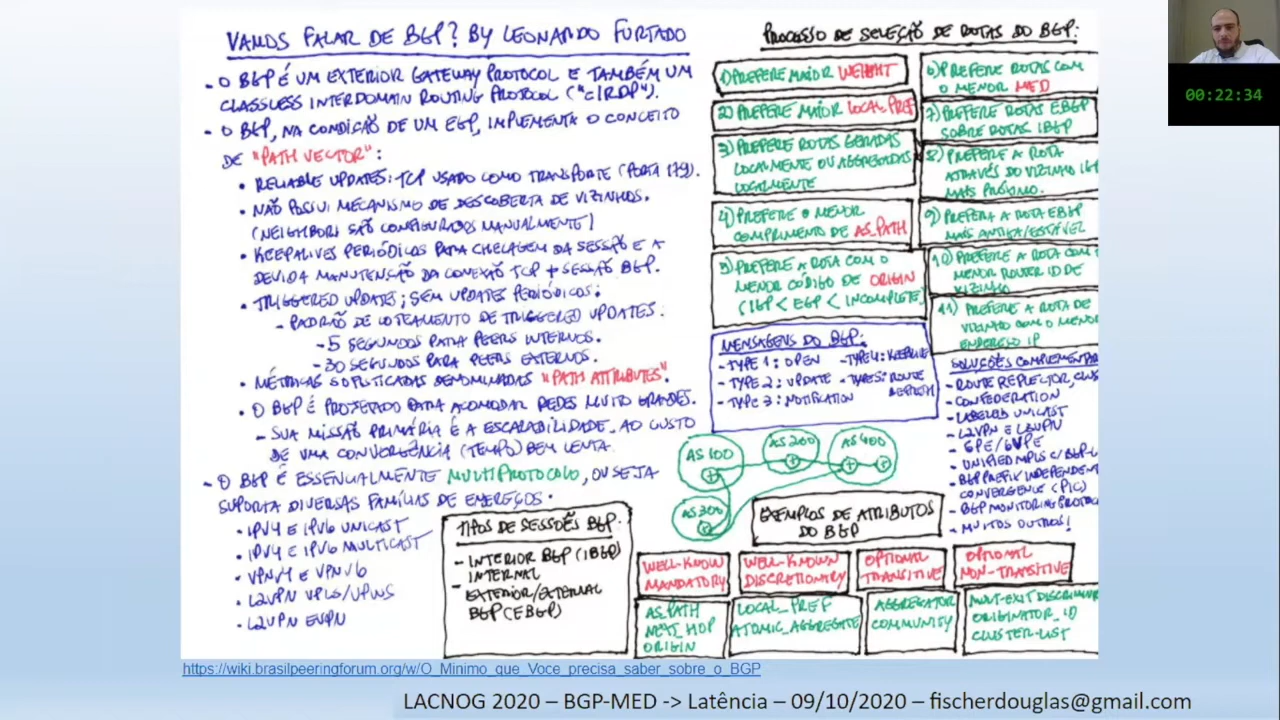 VAMOS FALAR DE BGP? BY LEONARDO FURTADO
- O BGP É UM EXTERIOR GATEWAY PROTOCOL E TAMBÉM UM
CLASSLESS INTERDOMAIN ROUTING PROTOCOL ("CIRDP").
- O BGP, NA CONDIÇÃO DE UM EGP, IMPLEMENTA O CONCEITO
DE "PATH VECTOR":
• RELIABLE UPDATES: TCP USADO COMO TRANSPORTE (PORTA 179).
• NÃO POSSUI MECANISMO DE DESCOBERTA DE VIZINHOS.
(NEIGHBORS SÃO CONFIGURADOS MANUALMENTE)
• KEEPALIVES PERIÓDICOS PARA CHECAGEM DA SESSÃO E A
DEVIDA MANUTENÇÃO DA CONEXÃO TCP + SESSÃO BGP.
• TRIGGERED UPDATES; SEM UPDATES PERIÓDICOS:
- PADRÃO DE LOTEAMENTO DE TRIGGERED UPDATES:
- 5 SEGUNDOS PARA PEERS INTERNOS.
- 30 SEGUNDOS PARA PEERS EXTERNOS.
• MÉTRICAS SOFISTICADAS DENOMINADAS "PATH ATTRIBUTES".
• O BGP É PROJETADO PARA ACOMODAR REDES MUITO GRANDES.
- SUA MISSÃO PRIMÁRIA É A ESCALABILIDADE. AO CUSTO
DE UMA CONVERGÊNCIA (TEMPO) BEM LENTA.
- O BGP É ESSENCIALMENTE MULTIPROTOCOLO, OU SEJA
SUPORTA DIVERSAS FAMÍLIAS DE ENDEREÇOS.
• IPV4 E IPV6 UNICAST
• IPV4 E IPV6 MULTICAST
• VPNV4 E VPNV6
• L2VPN VPLS/VPWS
• L2VPN EVPN
TIPOS DE SESSÕES BGP:
- INTERIOR BGP (IBGP)
INTERNAL
- EXTERIOR/EXTERNAL
BGP (EBGP)
PROCESSO DE SELEÇÃO DE ROTAS DO BGP:
1) PREFERE MAIOR WEIGHT
2) PREFERE MAIOR LOCAL_PREF
3) PREFERE ROTAS GERADAS
LOCALMENTE OU AGGREGADAS
LOCALMENTE
4) PREFERE O MENOR
COMPRIMENTO DE AS_PATH
5) PREFERE A ROTA COM O
MENOR CÓDIGO DE ORIGIN
(IGP < EGP < INCOMPLETE)
6) PREFERE ROTAS COM
O MENOR MED
7) PREFERE ROTAS EBGP
SOBRE ROTAS IBGP
8) PREFERE A ROTA
ATRAVÉS DO VIZINHO IGP
MAIS PRÓXIMO.
9) PREFERE A ROTA EBGP
MAIS ANTIGA/ESTÁVEL
10) PREFERE A ROTA COM
MENOR ROUTER ID DE
VIZINHO
11) PREFERE A ROTA DE
VIZINHO COM O MENOR
ENDEREÇO IP
MENSAGENS DO BGP:
- TYPE 1: OPEN - TYPE 4: KEEPALIVE
- TYPE 2: UPDATE - TYPE 5: ROUTE
REFRESH
- TYPE 3: NOTIFICATION
SOLUÇÕES COMPLEMENTAR
- ROUTE REFLECTOR, CLUS
- CONFEDERATION
- LABELED UNICAST
- L2VPN E L3VPN
- 6PE/6VPE
- UNIFIED MPLS C/ BGP-L
- BGP PREFIX INDEPENDENT
CONVERGENCE (PIC)
- BGP MONITORING PROTOC
- MUITOS OUTROS!
AS 100
AS 200
AS 400
AS 300
EXEMPLOS DE ATRIBUTOS
DO BGP
WELL-KNOWN
MANDATORY
WELL-KNOWN
DISCRETIONARY
OPTIONAL
TRANSITIVE
OPTIONAL
NON-TRANSITIVE
AS_PATH
NEXT_HOP
ORIGIN
LOCAL_PREF
ATOMIC_AGGREGATE
AGGREGATOR
COMMUNITY
MULTI-EXIT DISCRIMIN
ORIGINATOR_ID
CLUSTER-LIST
00:22:34
https://wiki.brasilpeeringforum.org/w/O_Minimo_que_Voce_precisa_saber_sobre_o_BGP
LACNOG 2020 – BGP-MED -> Latência – 09/10/2020 – fischerdouglas@gmail.com